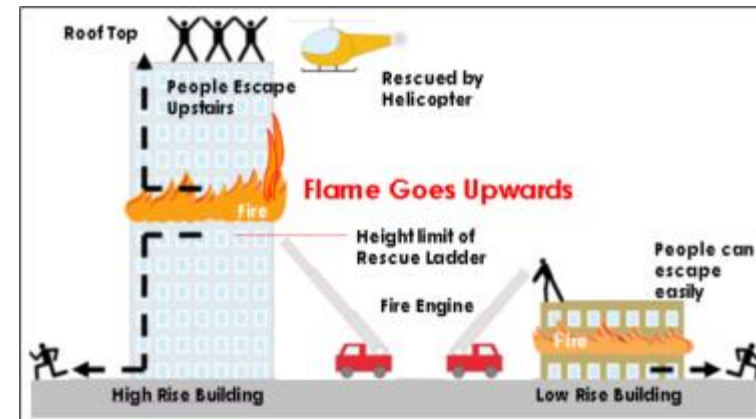 Roof Top
People Escape
Upstairs
Rescued by
Helicopter
Flame Goes Upwards
Fire
Height limit of
Rescue Ladder
Fire Engine
People can
escape
easily
Fire
High Rise Building
Low Rise Building